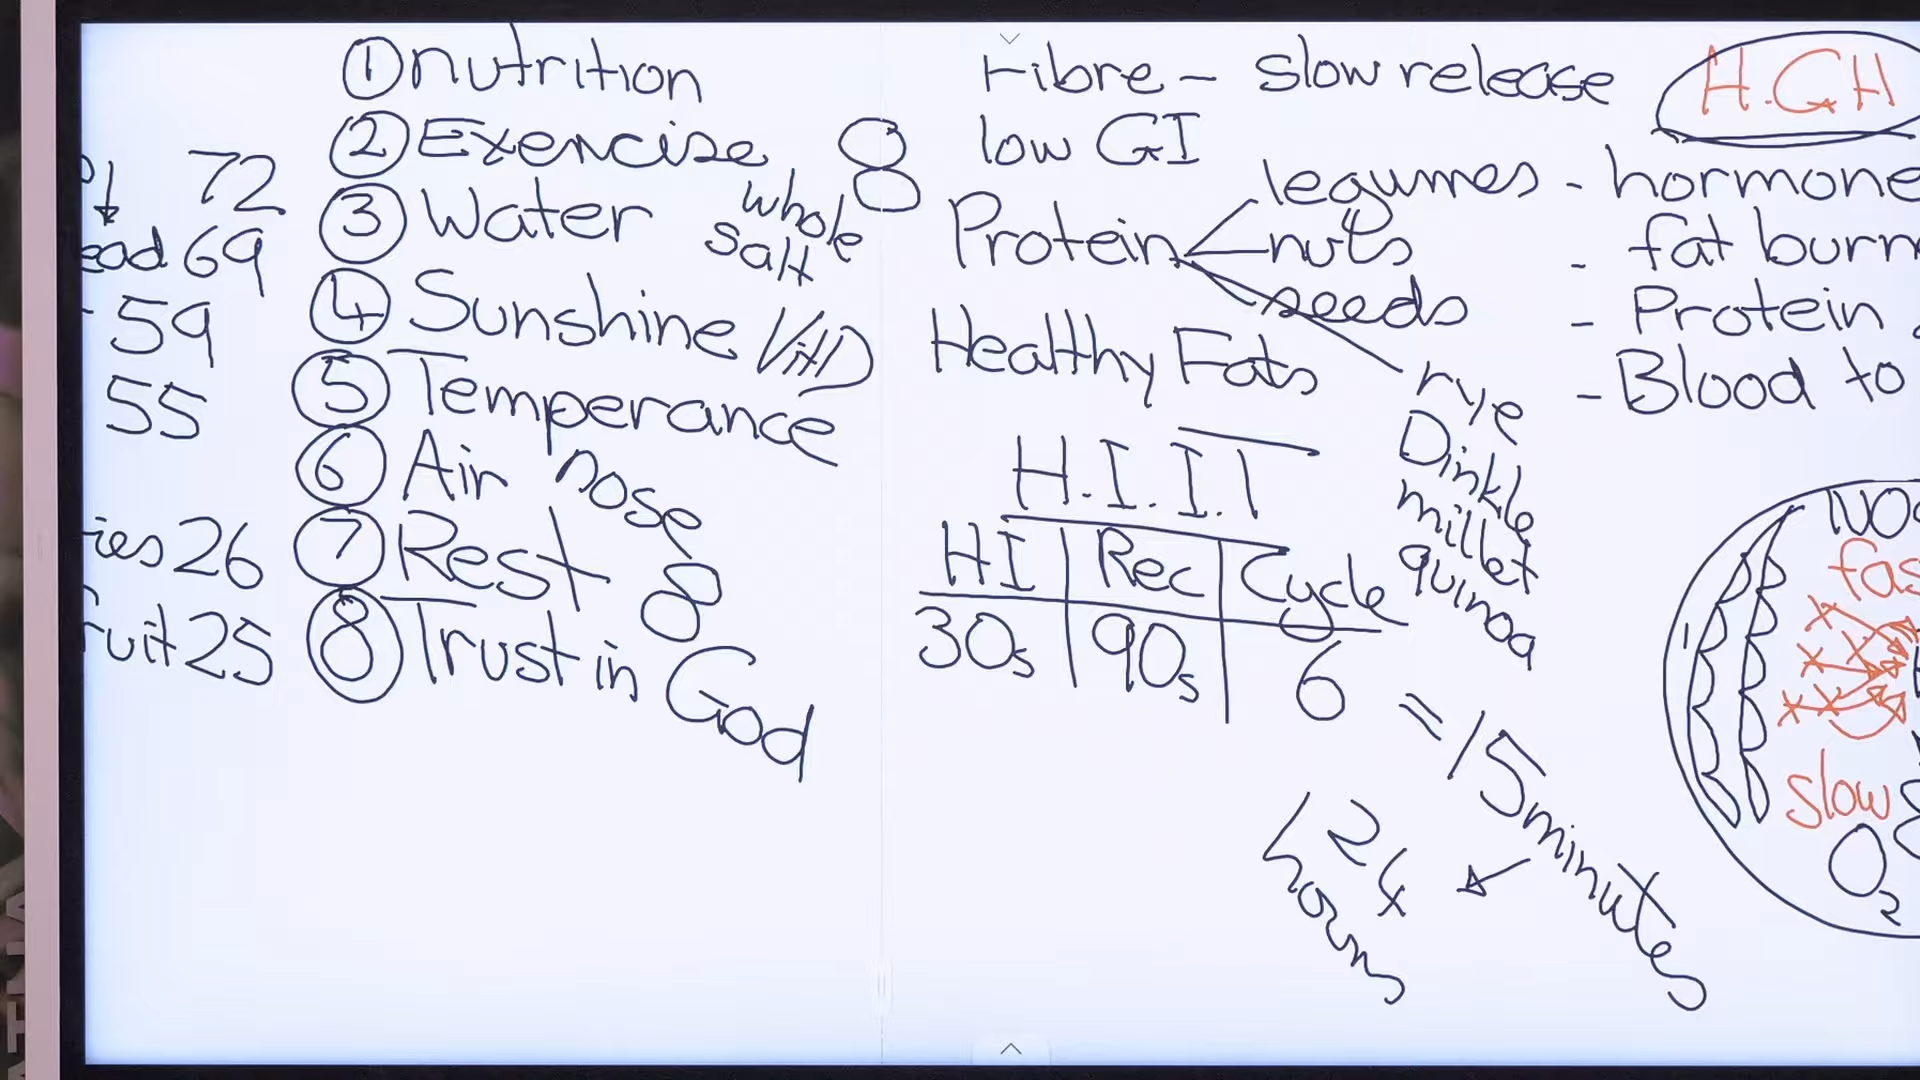 72
69
59
55
26
25
① nutrition
② Exercise 8
③ Water whole
salt
④ Sunshine Vit D
⑤ Temperance
⑥ Air nose
⑦ Rest 8
⑧ Trust in God
Fibre - slow release
low GI
Protein legumes
nuts
seeds
rye
Dinkle
millet
quinoa
Healthy Fats
H.I.I.T
HI Rec Cycle
30s 90s 6 = 15 minutes
24
hours
H.G.H
- hormone
- fat burn
- Protein
- Blood to
NO
fas
slow
O2